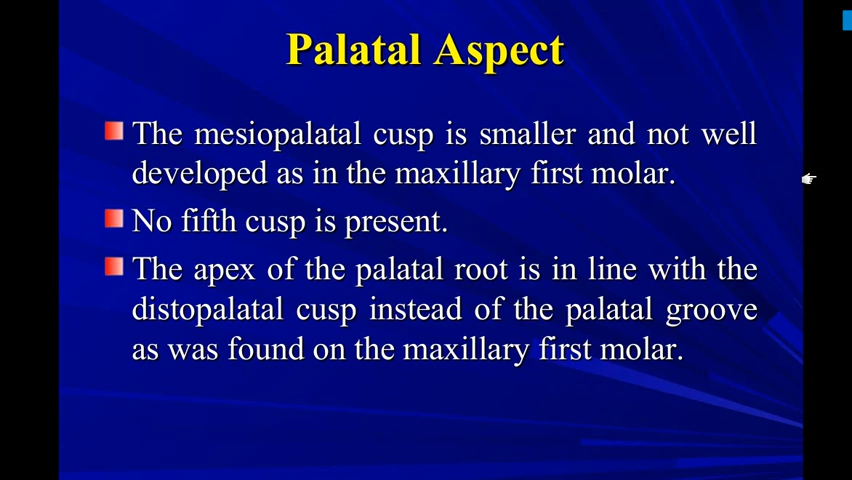 Palatal Aspect
The mesiopalatal cusp is smaller and not well
developed as in the maxillary first molar.
No fifth cusp is present.
The apex of the palatal root is in line with the
distopalatal cusp instead of the palatal groove
as was found on the maxillary first molar.